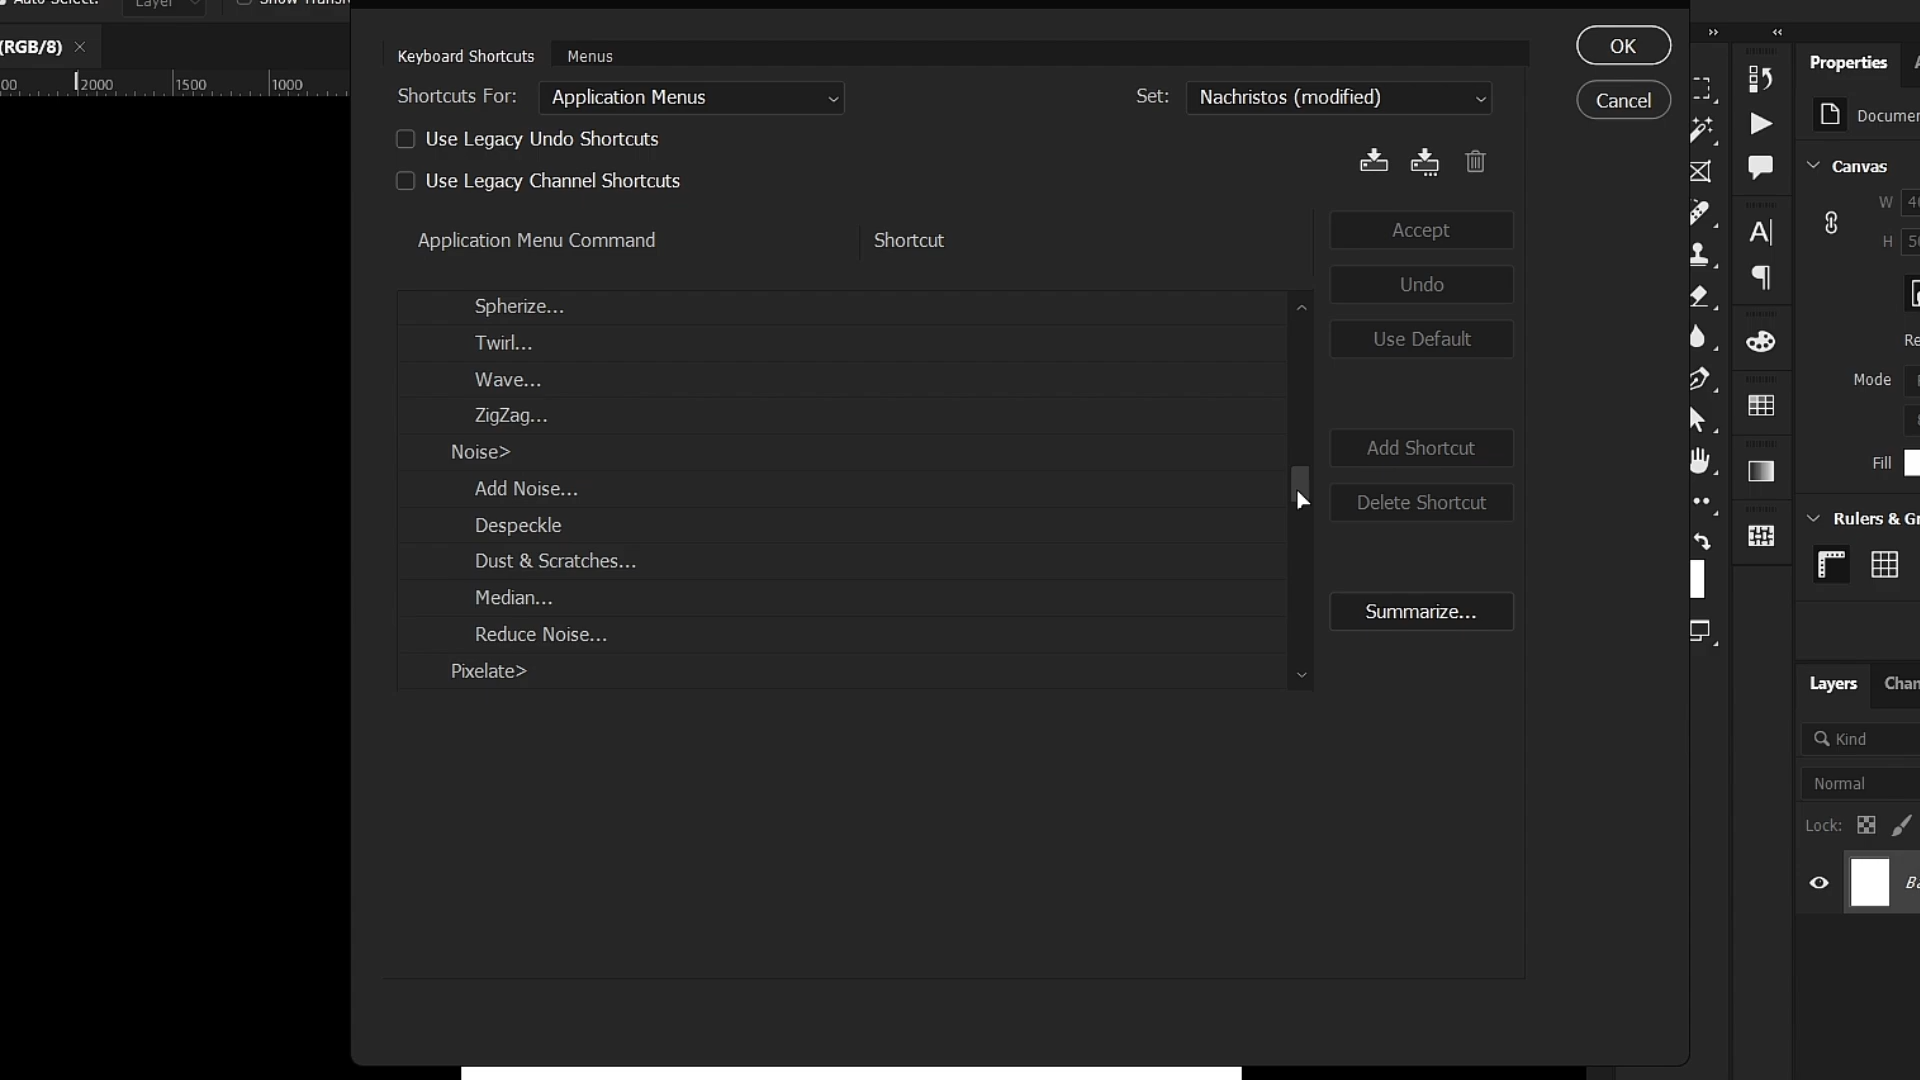 Layer
(RGB/8)
2000 1500 1000
Keyboard Shortcuts Menus
Shortcuts For: Application Menus
Set: Nachristos (modified)
OK
Cancel
Use Legacy Undo Shortcuts
Use Legacy Channel Shortcuts
Application Menu Command Shortcut
Spherize...
Twirl...
Wave...
ZigZag...
Noise>
Add Noise...
Despeckle
Dust & Scratches...
Median...
Reduce Noise...
Pixelate>
Accept
Undo
Use Default
Add Shortcut
Delete Shortcut
Summarize...
Properties
Canvas
W
H
Mode
Fill
Rulers &
Layers
Kind
Normal
Lock: